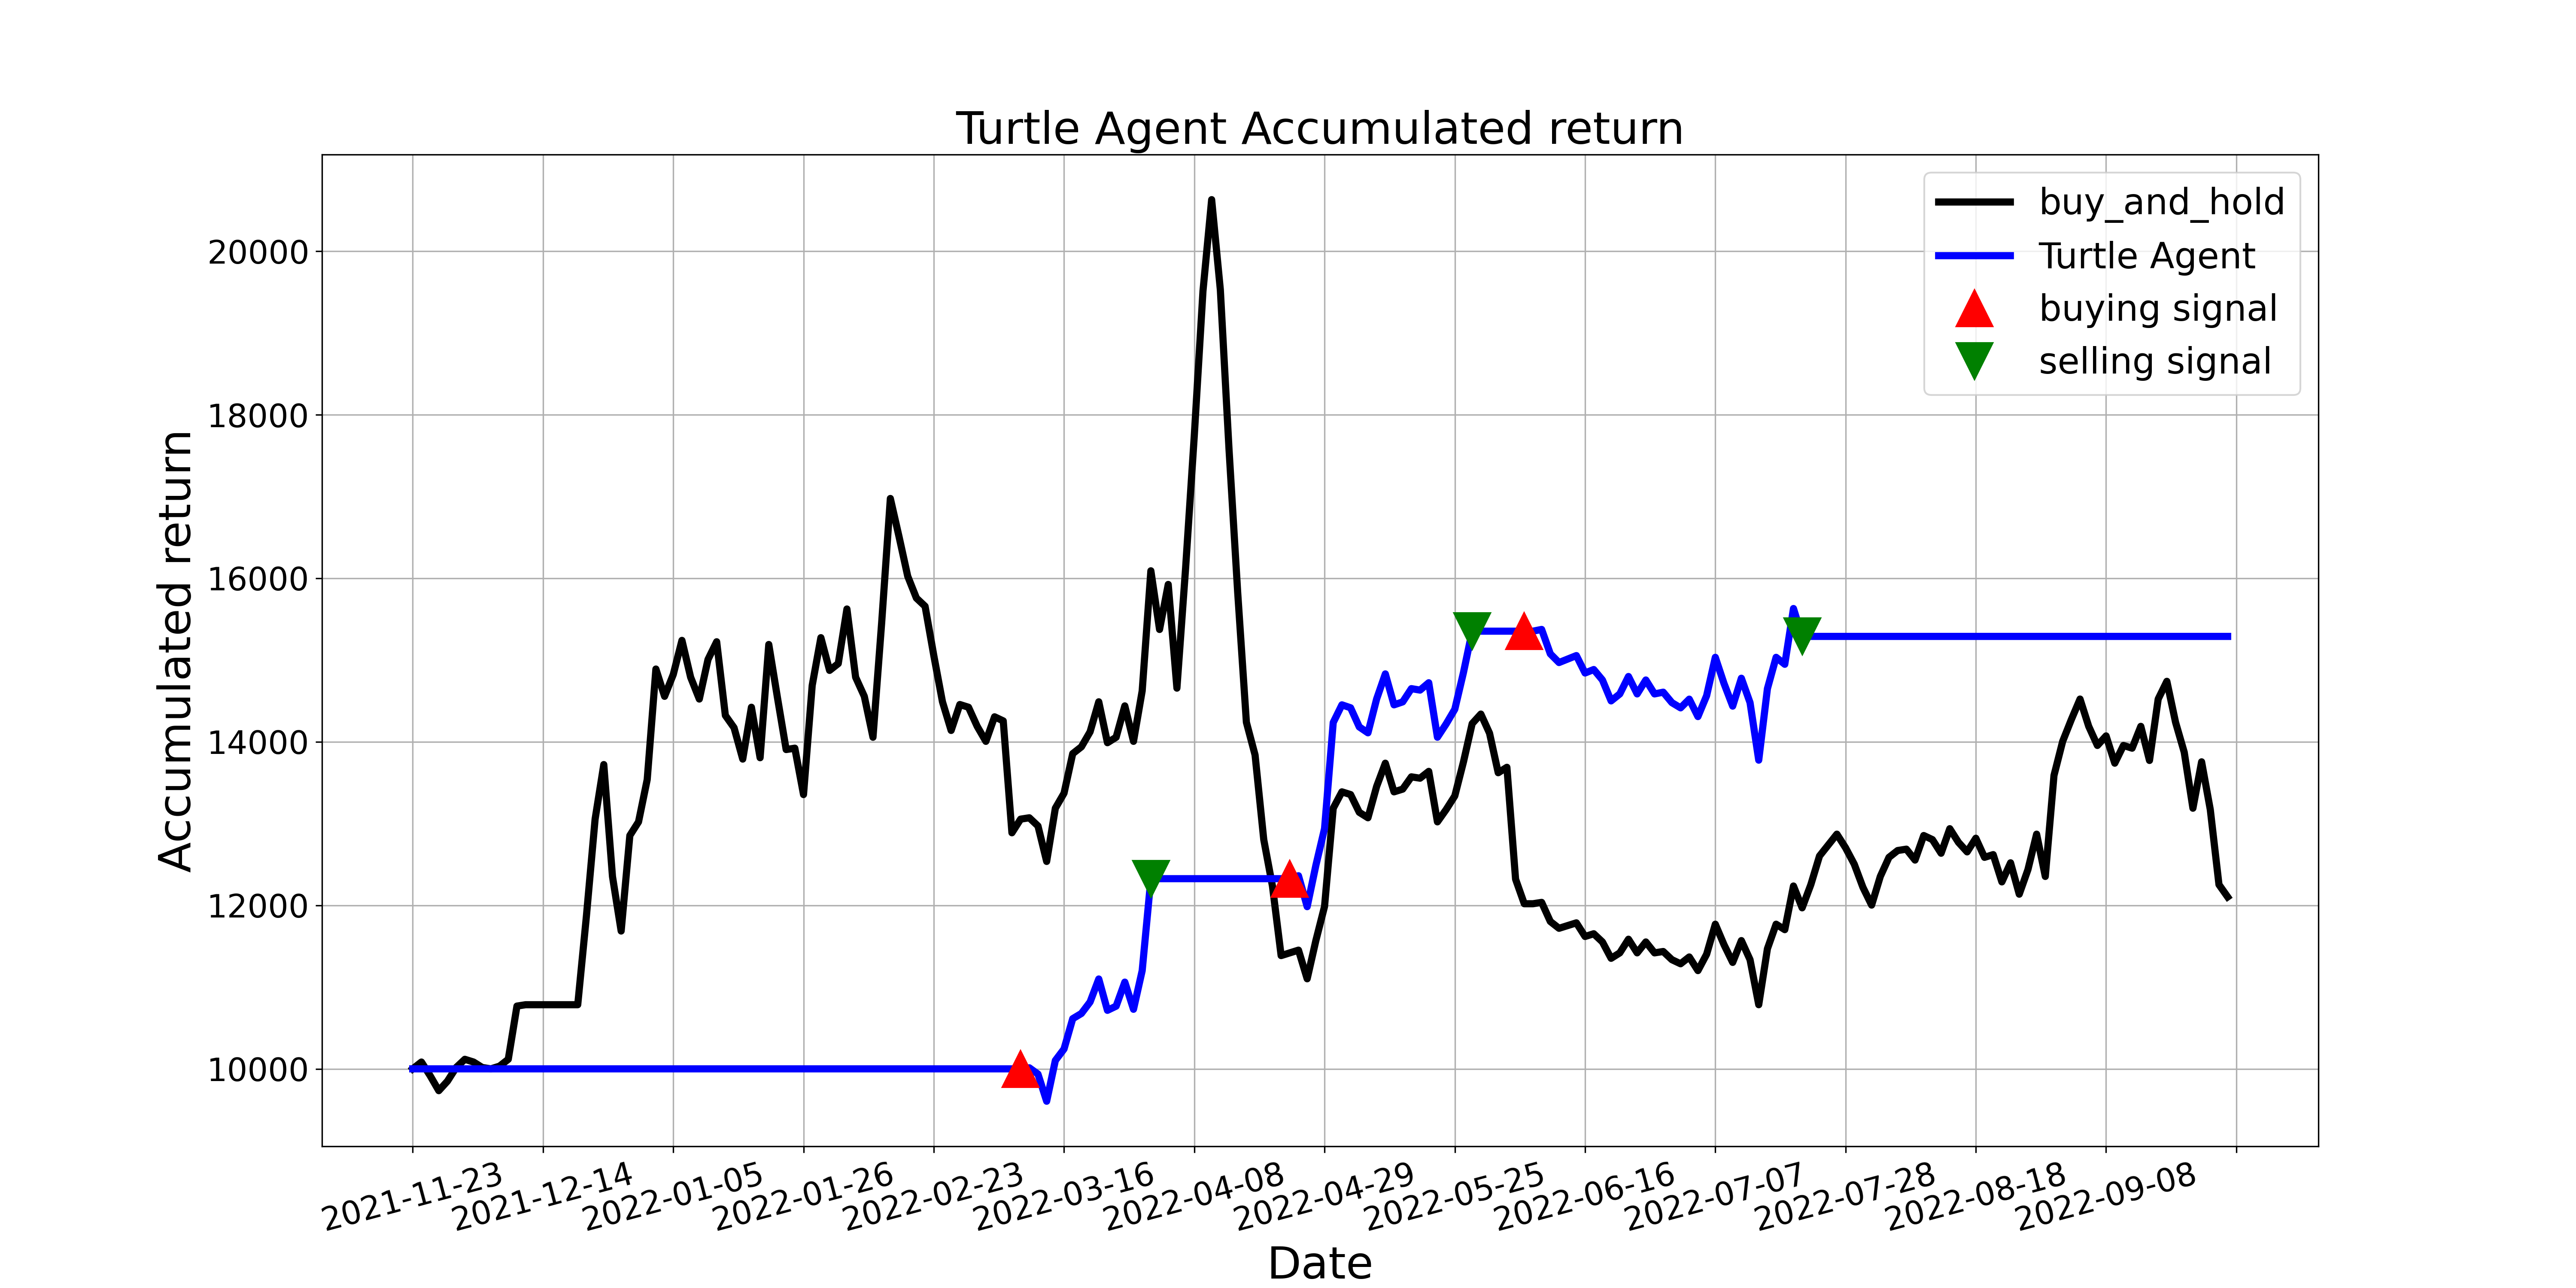 Turtle Agent Accumulated return
buy_and_hold
Turtle Agent
buying signal
selling signal
Accumulated return
20000
18000
16000
14000
12000
10000
2021-11-23
2021-12-14
2022-01-05
2022-01-26
2022-02-23
2022-03-16
2022-04-08
2022-04-29
2022-05-25
2022-06-16
2022-07-07
2022-07-28
2022-08-18
2022-09-08
Date